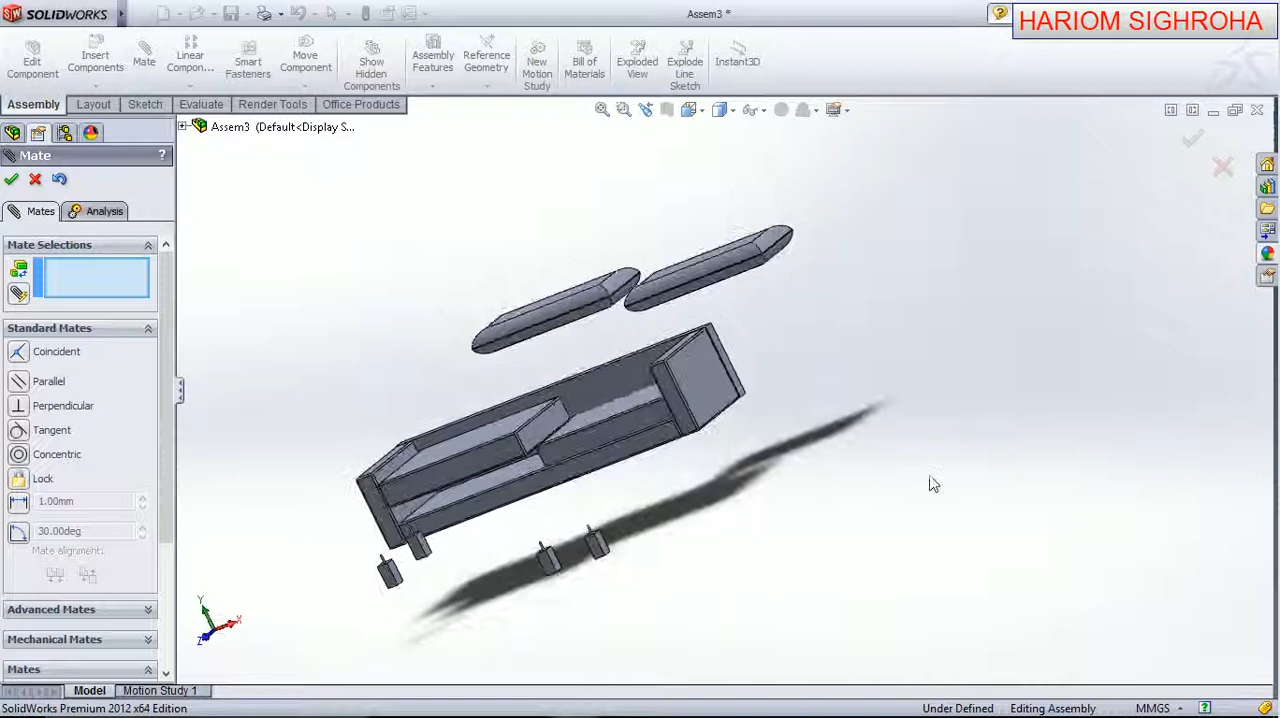 SOLIDWORKS
Assem3 *
HARIOM SIGHROHA
Edit Component
Insert Components
Mate
Linear Compon...
Smart Fasteners
Move Component
Show Hidden Components
Assembly Features
Reference Geometry
New Motion Study
Bill of Materials
Exploded View
Explode Line Sketch
Instant3D
Assembly
Layout
Sketch
Evaluate
Render Tools
Office Products
Assem3 (Default<Display S...
Mate
?
Mates
Analysis
Mate Selections
Standard Mates
Coincident
Parallel
Perpendicular
Tangent
Concentric
Lock
1.00mm
30.00deg
Mate alignment:
Advanced Mates
Mechanical Mates
Mates
Y
X
Z
Model
Motion Study 1
SolidWorks Premium 2012 x64 Edition
Under Defined
Editing Assembly
MMGS
?